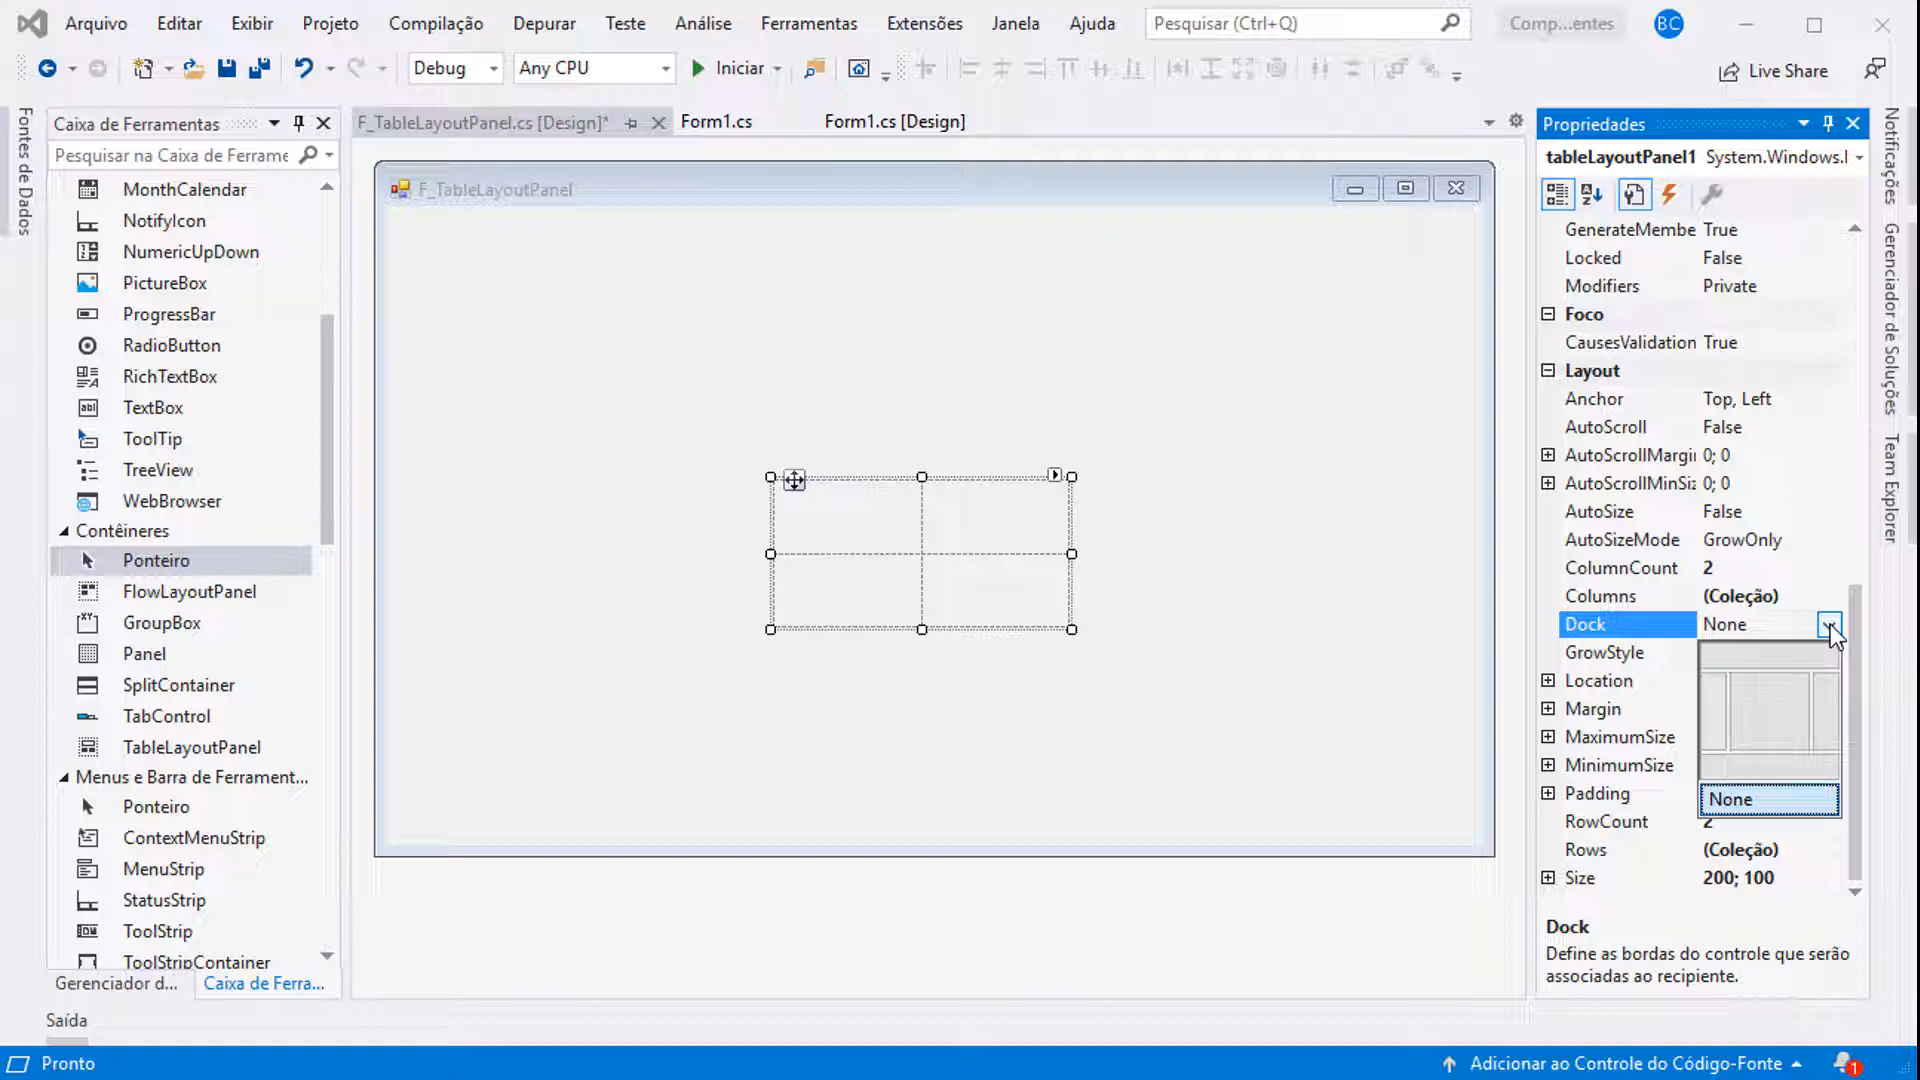 Arquivo Editar Exibir Projeto Compilação Depurar Teste Análise Ferramentas Extensões Janela Ajuda Pesquisar (Ctrl+Q) Comp...entes BC
Debug Any CPU Iniciar Live Share
Fontes de Dados
Caixa de Ferramentas
Pesquisar na Caixa de Ferrame
MonthCalendar
NotifyIcon
NumericUpDown
PictureBox
ProgressBar
RadioButton
RichTextBox
TextBox
ToolTip
TreeView
WebBrowser
Contêineres
Ponteiro
FlowLayoutPanel
GroupBox
Panel
SplitContainer
TabControl
TableLayoutPanel
Menus e Barra de Ferrament...
Ponteiro
ContextMenuStrip
MenuStrip
StatusStrip
ToolStrip
ToolStripContainer
Gerenciador d... Caixa de Ferra...
F_TableLayoutPanel.cs [Design]* Form1.cs Form1.cs [Design]
F_TableLayoutPanel
Propriedades
tableLayoutPanel1 System.Windows.
GenerateMembe True
Locked False
Modifiers Private
Foco
CausesValidation True
Layout
Anchor Top, Left
AutoScroll False
AutoScrollMargi 0; 0
AutoScrollMinSiz 0; 0
AutoSize False
AutoSizeMode GrowOnly
ColumnCount 2
Columns (Coleção)
Dock None
GrowStyle
Location
Margin
MaximumSize
MinimumSize
Padding None
RowCount 2
Rows (Coleção)
Size 200; 100
Dock
Define as bordas do controle que serão
associadas ao recipiente.
Notificações
Gerenciador de Soluções
Team Explorer
Saída
Pronto Adicionar ao Controle do Código-Fonte 1